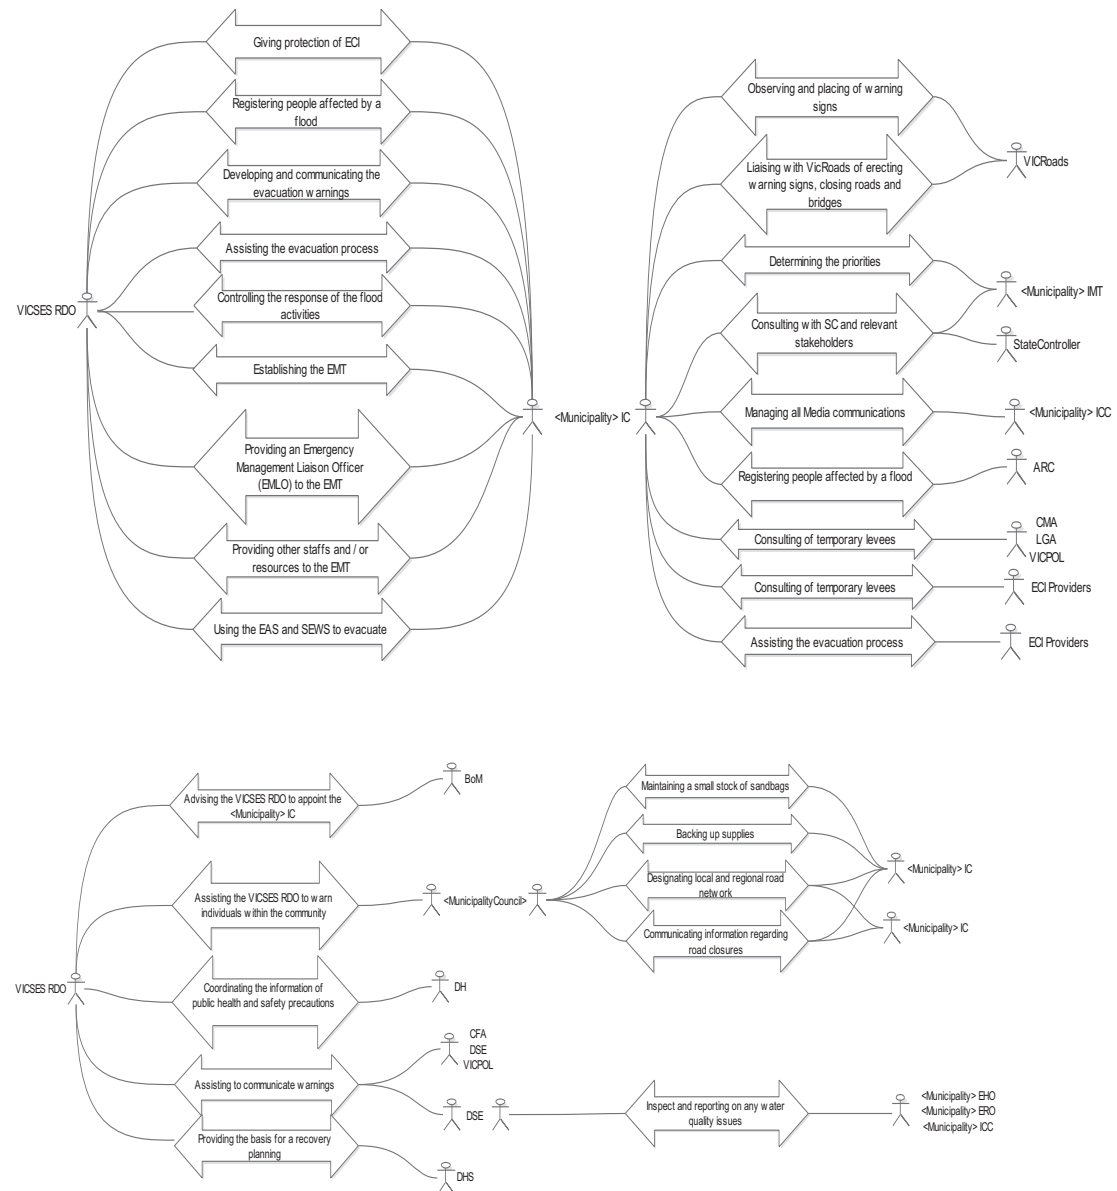 Giving protection of ECI
Registering people affected by a
flood
Developing and communicating the
evacuation warnings
Assisting the evacuation process
VICSES RDO
Controlling the response of the flood
activities
Establishing the EMT
<Municipality> IC
Providing an Emergency
Management Liaison Officer
(EMLO) to the EMT
Providing other staffs and / or
resources to the EMT
Using the EAS and SEWS to evacuate
Observing and placing of warning
signs
VICRoads
Liaising with VicRoads of erecting
warning signs, closing roads and
bridges
Determining the priorities
<Municipality> IMT
Consulting with SC and relevant
stakeholders
StateController
Managing all Media communications
<Municipality> ICC
Registering people affected by a flood
ARC
Consulting of temporary levees
CMA
LGA
VICPOL
Consulting of temporary levees
ECI Providers
Assisting the evacuation process
ECI Providers
BoM
Advising the VICSES RDO to appoint the
<Municipality> IC
Assisting the VICSES RDO to warn
individuals within the community
<MunicipalityCouncil>
VICSES RDO
Coordinating the information of
public health and safety precautions
DH
CFA
DSE
VICPOL
Assisting to communicate warnings
DSE
Providing the basis for a recovery
planning
DHS
Maintaining a small stock of sandbags
Backing up supplies
<Municipality> IC
Designating local and regional road
network
<Municipality> IC
Communicating information regarding
road closures
Inspect and reporting on any water
quality issues
<Municipality> EHO
<Municipality> ERO
<Municipality> ICC